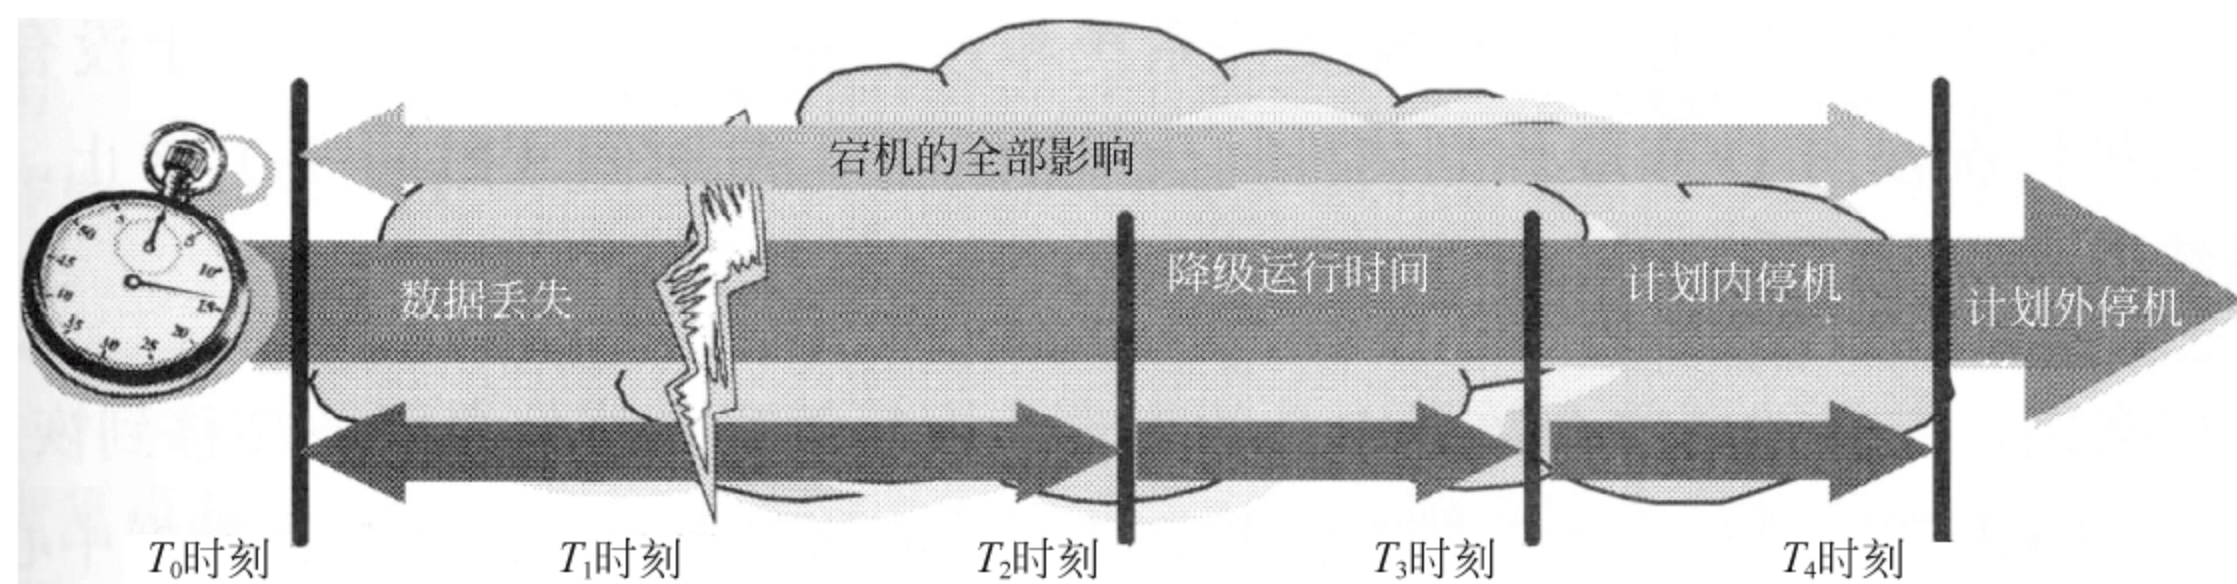 宕机的全部影响
数据丢失
降级运行时间
计划内停机
计划外停机
T₀时刻
T₁时刻
T₂时刻
T₃时刻
T₄时刻